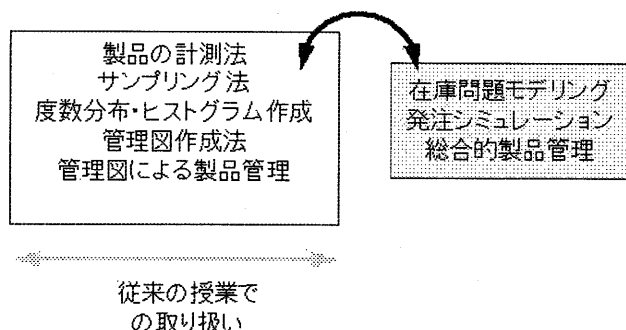 製品の計測法
サンプリング法
度数分布・ヒストグラム作成
管理図作成法
管理図による製品管理
在庫問題モデリング
発注シミュレーション
総合的製品管理
従来の授業で
の取り扱い